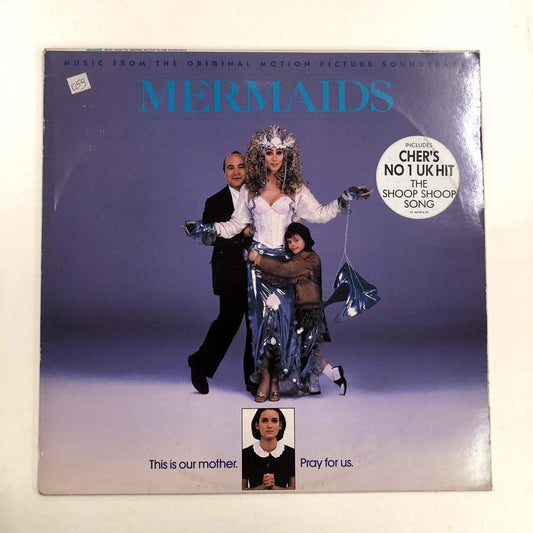 MUSIC FROM THE ORIGINAL MOTION PICTURE SOUNDTRACK
MERMAIDS
INCLUDES
CHER'S
NO 1 UK HIT
THE
SHOOP SHOOP
SONG
This is our mother. Pray for us.